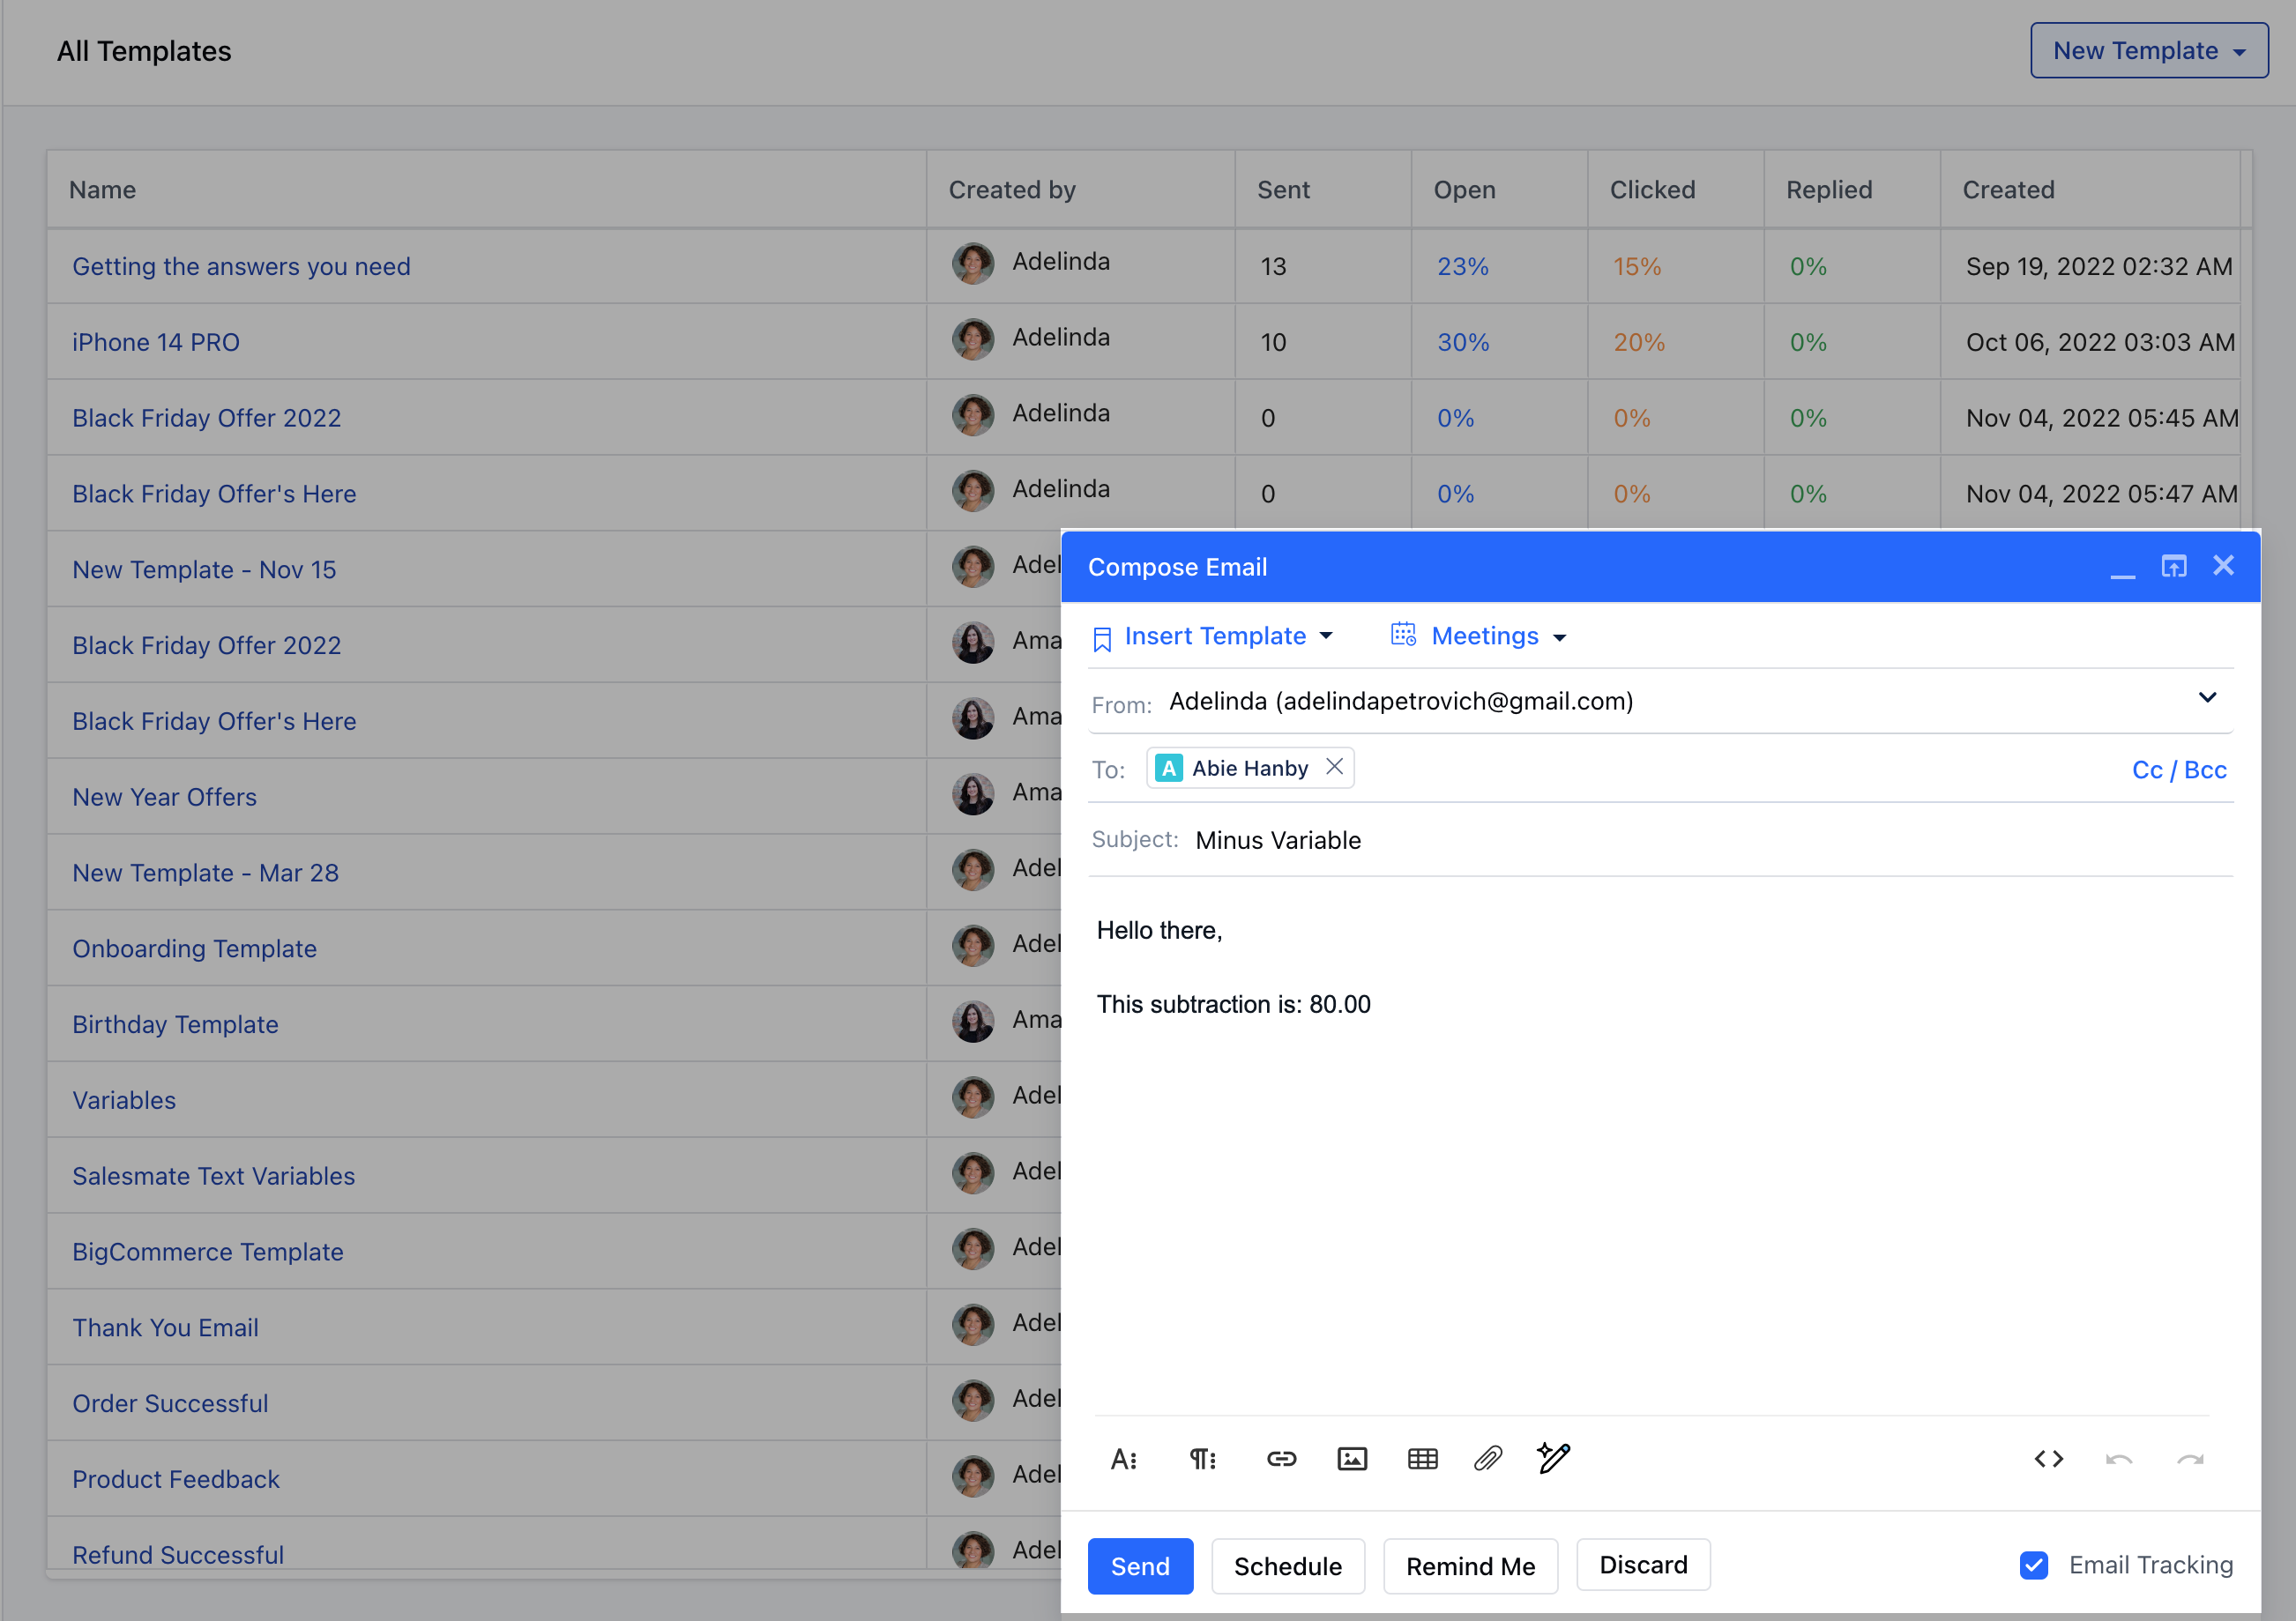 All Templates
New Template
Name Created by Sent Open Clicked Replied Created
Getting the answers you need Adelinda 13 23% 15% 0% Sep 19, 2022 02:32 AM
iPhone 14 PRO Adelinda 10 30% 20% 0% Oct 06, 2022 03:03 AM
Black Friday Offer 2022 Adelinda 0 0% 0% 0% Nov 04, 2022 05:45 AM
Black Friday Offer's Here Adelinda 0 0% 0% 0% Nov 04, 2022 05:47 AM
New Template - Nov 15 Adel
Black Friday Offer 2022 Ama
Black Friday Offer's Here Ama
New Year Offers Ama
New Template - Mar 28 Adel
Onboarding Template Adel
Birthday Template Ama
Variables Adel
Salesmate Text Variables Adel
BigCommerce Template Adel
Thank You Email Adel
Order Successful Adel
Product Feedback Adel
Refund Successful Adel
Compose Email
Insert Template Meetings
From: Adelinda (adelindapetrovich@gmail.com)
To: A Abie Hanby Cc / Bcc
Subject: Minus Variable
Hello there,
This subtraction is: 80.00
Send Schedule Remind Me Discard Email Tracking